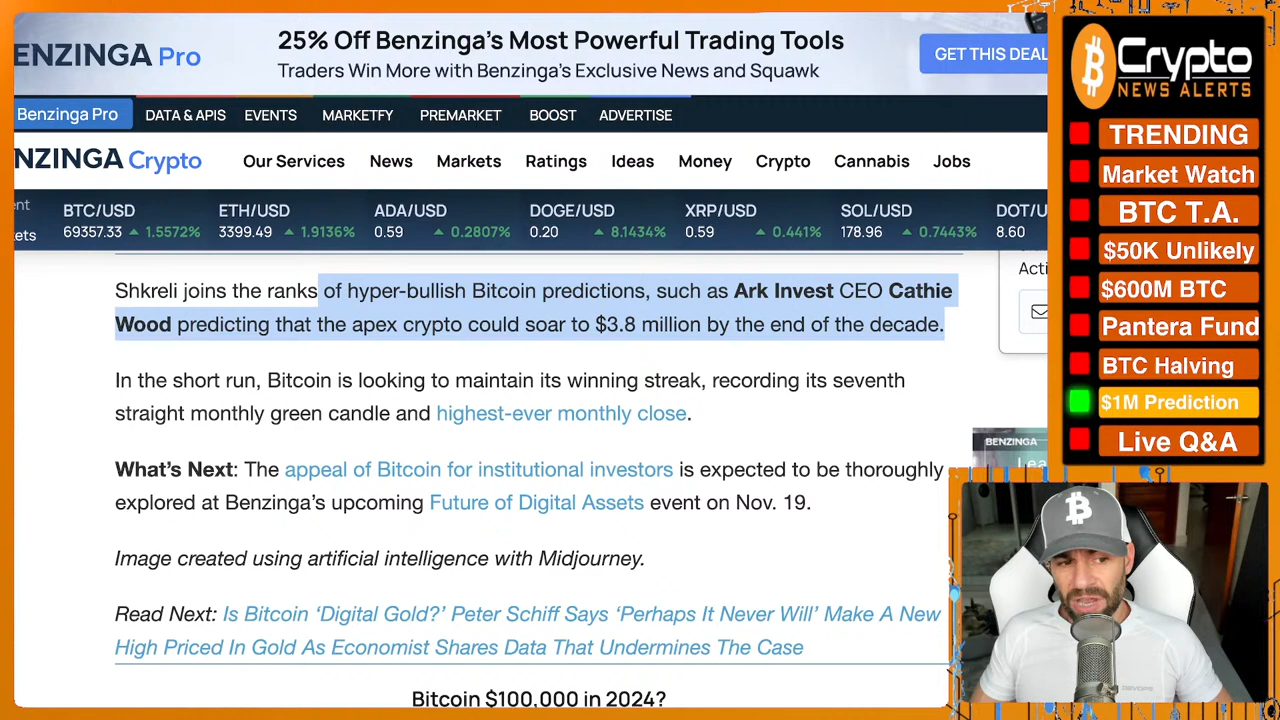 ENZINGA Pro
25% Off Benzinga's Most Powerful Trading Tools
Traders Win More with Benzinga's Exclusive News and Squawk
GET THIS DEAL
Benzinga Pro
DATA & APIS
EVENTS
MARKETFY
PREMARKET
BOOST
ADVERTISE
NZINGA Crypto
Our Services
News
Markets
Ratings
Ideas
Money
Crypto
Cannabis
Jobs
ent
kets
BTC/USD
69357.33 ▲ 1.5572%
ETH/USD
3399.49 ▲ 1.9136%
ADA/USD
0.59 ▲ 0.2807%
DOGE/USD
0.20 ▲ 8.1434%
XRP/USD
0.59 ▲ 0.441%
SOL/USD
178.96 ▲ 0.7443%
DOT/U
8.60
Acti
Shkreli joins the ranks of hyper-bullish Bitcoin predictions, such as Ark Invest CEO Cathie
Wood predicting that the apex crypto could soar to $3.8 million by the end of the decade.
In the short run, Bitcoin is looking to maintain its winning streak, recording its seventh
straight monthly green candle and highest-ever monthly close.
What's Next: The appeal of Bitcoin for institutional investors is expected to be thoroughly
explored at Benzinga's upcoming Future of Digital Assets event on Nov. 19.
Image created using artificial intelligence with Midjourney.
Read Next: Is Bitcoin 'Digital Gold?' Peter Schiff Says 'Perhaps It Never Will' Make A New
High Priced In Gold As Economist Shares Data That Undermines The Case
Bitcoin $100,000 in 2024?
BENZINGA
Crypto
NEWS ALERTS
TRENDING
Market Watch
BTC T.A.
$50K Unlikely
$600M BTC
Pantera Fund
BTC Halving
$1M Prediction
Live Q&A